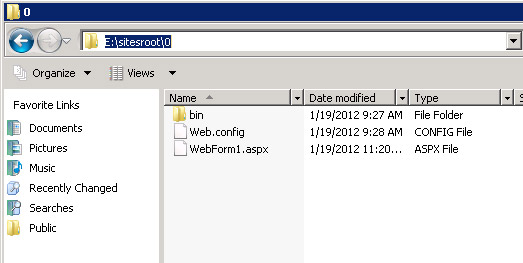 0
E:\sitesroot\0
Organize Views
Favorite Links
Documents
Pictures
Music
Recently Changed
Searches
Public
Name Date modified Type S
bin 1/19/2012 9:27 AM File Folder
Web.config 1/19/2012 9:28 AM CONFIG File
WebForm1.aspx 1/19/2012 11:20... ASPX File